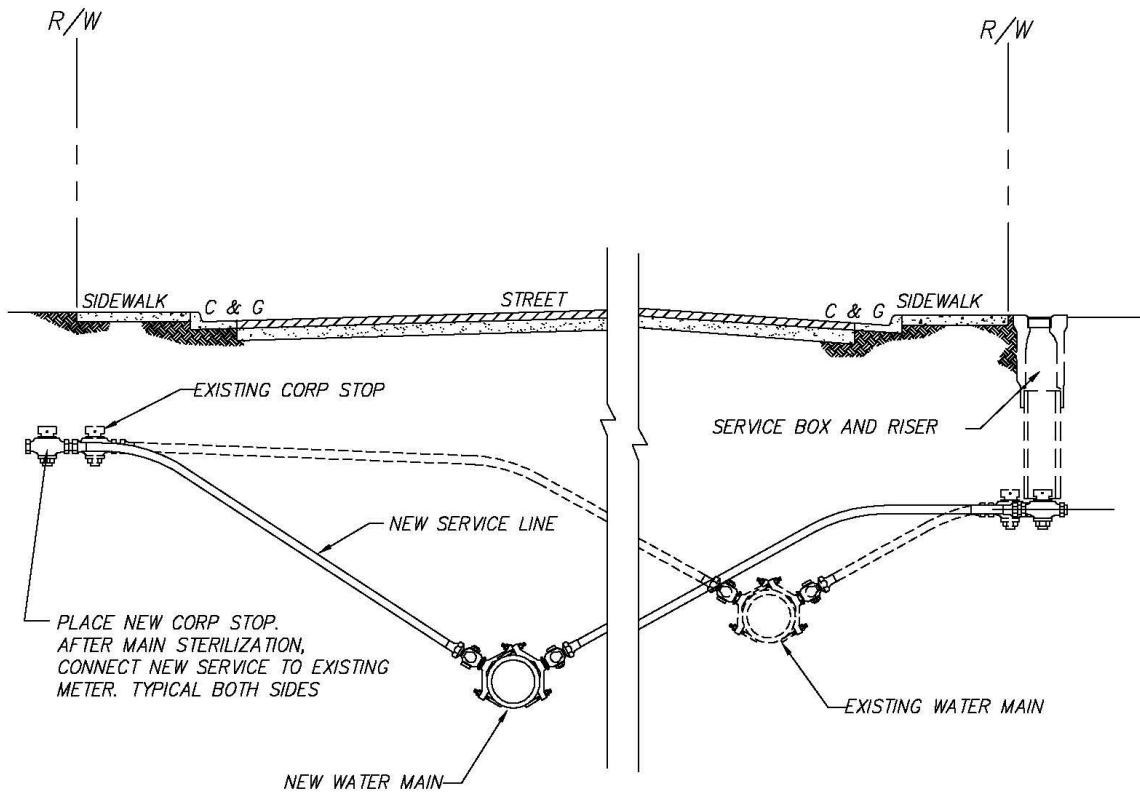 R/W
R/W
SIDEWALK
C & G
STREET
C & G
SIDEWALK
EXISTING CORP STOP
SERVICE BOX AND RISER
NEW SERVICE LINE
PLACE NEW CORP STOP.
AFTER MAIN STERILIZATION,
CONNECT NEW SERVICE TO EXISTING
METER. TYPICAL BOTH SIDES
EXISTING WATER MAIN
NEW WATER MAIN